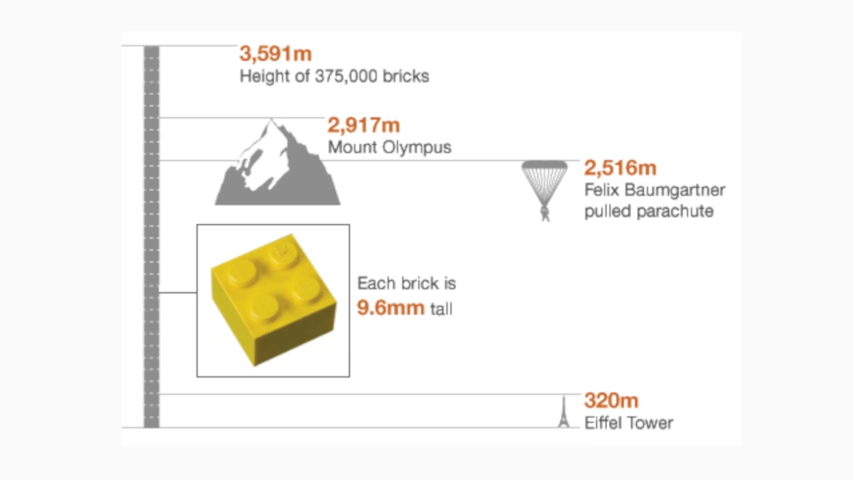 3,591m
Height of 375,000 bricks
2,917m
Mount Olympus
2,516m
Felix Baumgartner
pulled parachute
Each brick is
9.6mm tall
320m
Eiffel Tower